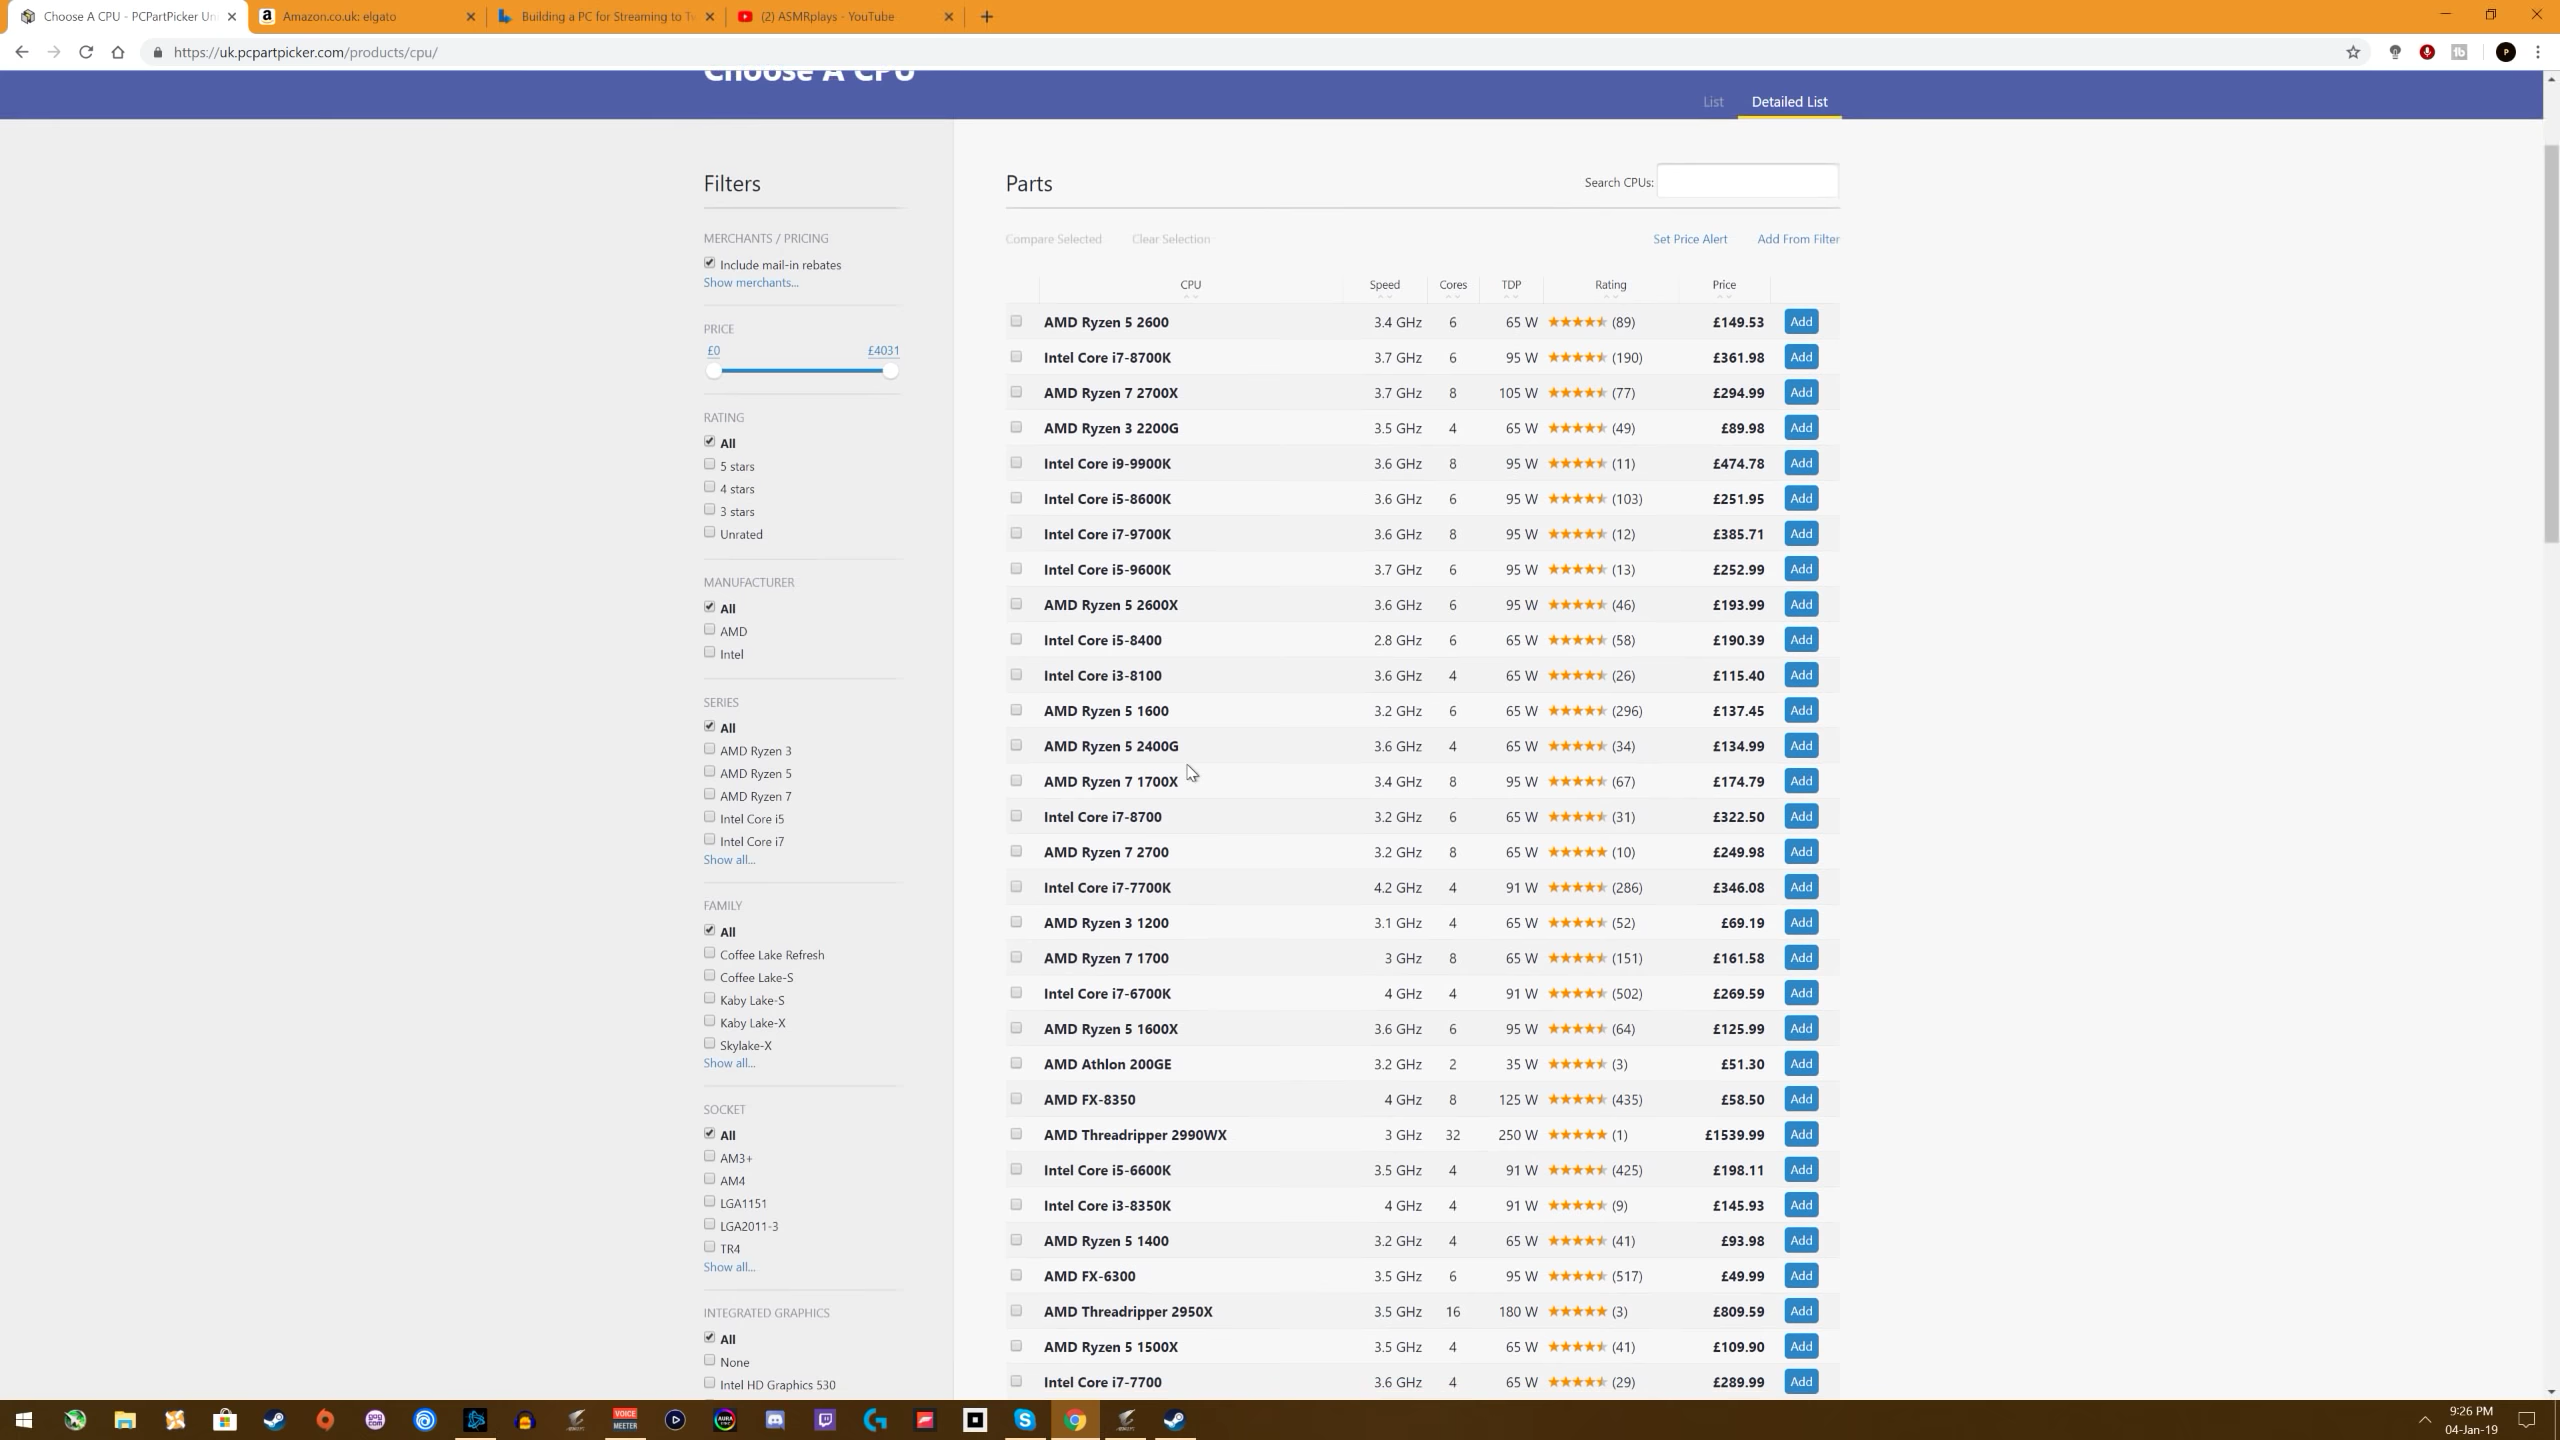 Choose A CPU - PCPartPicker Un
Amazon.co.uk: elgato
Building a PC for Streaming to Tw
(2) ASMRplays - YouTube
https://uk.pcpartpicker.com/products/cpu/
Choose A CPU
List
Detailed List
Filters
MERCHANTS / PRICING
Include mail-in rebates
Show merchants...
PRICE
£0 £4031
RATING
All
5 stars
4 stars
3 stars
Unrated
MANUFACTURER
All
AMD
Intel
SERIES
All
AMD Ryzen 3
AMD Ryzen 5
AMD Ryzen 7
Intel Core i5
Intel Core i7
Show all...
FAMILY
All
Coffee Lake Refresh
Coffee Lake-S
Kaby Lake-S
Kaby Lake-X
Skylake-X
Show all...
SOCKET
All
AM3+
AM4
LGA1151
LGA2011-3
TR4
Show all...
INTEGRATED GRAPHICS
All
None
Intel HD Graphics 530
Parts
Search CPUs:
Compare Selected Clear Selection Set Price Alert Add From Filter
CPU Speed Cores TDP Rating Price
AMD Ryzen 5 2600 3.4 GHz 6 65 W (89) £149.53 Add
Intel Core i7-8700K 3.7 GHz 6 95 W (190) £361.98 Add
AMD Ryzen 7 2700X 3.7 GHz 8 105 W (77) £294.99 Add
AMD Ryzen 3 2200G 3.5 GHz 4 65 W (49) £89.98 Add
Intel Core i9-9900K 3.6 GHz 8 95 W (11) £474.78 Add
Intel Core i5-8600K 3.6 GHz 6 95 W (103) £251.95 Add
Intel Core i7-9700K 3.6 GHz 8 95 W (12) £385.71 Add
Intel Core i5-9600K 3.7 GHz 6 95 W (13) £252.99 Add
AMD Ryzen 5 2600X 3.6 GHz 6 95 W (46) £193.99 Add
Intel Core i5-8400 2.8 GHz 6 65 W (58) £190.39 Add
Intel Core i3-8100 3.6 GHz 4 65 W (26) £115.40 Add
AMD Ryzen 5 1600 3.2 GHz 6 65 W (296) £137.45 Add
AMD Ryzen 5 2400G 3.6 GHz 4 65 W (34) £134.99 Add
AMD Ryzen 7 1700X 3.4 GHz 8 95 W (67) £174.79 Add
Intel Core i7-8700 3.2 GHz 6 65 W (31) £322.50 Add
AMD Ryzen 7 2700 3.2 GHz 8 65 W (10) £249.98 Add
Intel Core i7-7700K 4.2 GHz 4 91 W (286) £346.08 Add
AMD Ryzen 3 1200 3.1 GHz 4 65 W (52) £69.19 Add
AMD Ryzen 7 1700 3 GHz 8 65 W (151) £161.58 Add
Intel Core i7-6700K 4 GHz 4 91 W (502) £269.59 Add
AMD Ryzen 5 1600X 3.6 GHz 6 95 W (64) £125.99 Add
AMD Athlon 200GE 3.2 GHz 2 35 W (3) £51.30 Add
AMD FX-8350 4 GHz 8 125 W (435) £58.50 Add
AMD Threadripper 2990WX 3 GHz 32 250 W (1) £1539.99 Add
Intel Core i5-6600K 3.5 GHz 4 91 W (425) £198.11 Add
Intel Core i3-8350K 4 GHz 4 91 W (9) £145.93 Add
AMD Ryzen 5 1400 3.2 GHz 4 65 W (41) £93.98 Add
AMD FX-6300 3.5 GHz 6 95 W (517) £49.99 Add
AMD Threadripper 2950X 3.5 GHz 16 180 W (3) £809.59 Add
AMD Ryzen 5 1500X 3.5 GHz 4 65 W (41) £109.90 Add
Intel Core i7-7700 3.6 GHz 4 65 W (29) £289.99 Add
VOICE
MEETER
AURA
9:26 PM
04-Jan-19